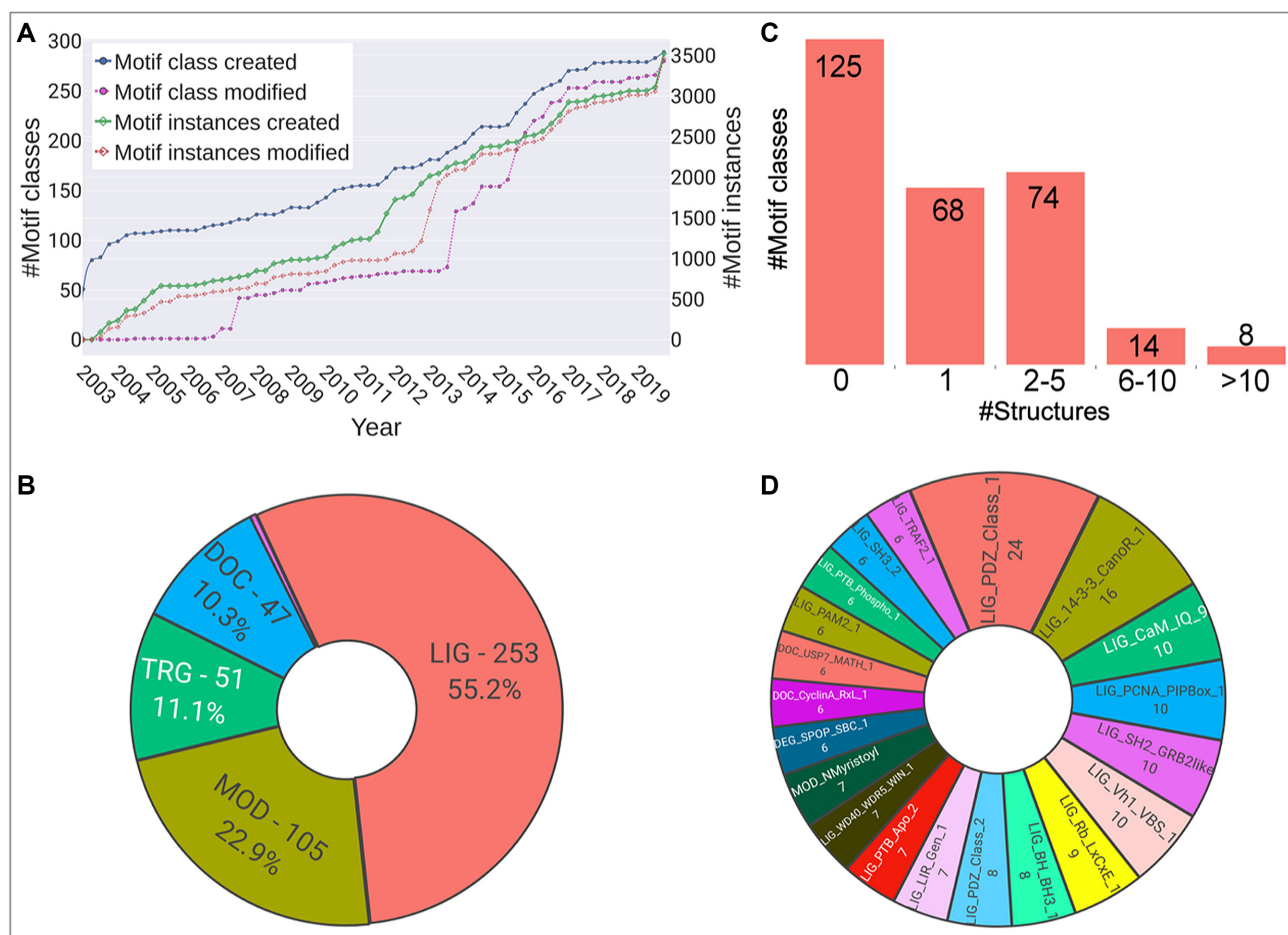 A
#Motif classes
300
250
200
150
100
50
0
Motif class created
Motif class modified
Motif instances created
Motif instances modified
3500
3000
2500
2000
1500
1000
500
0
#Motif instances
2003
2004
2005
2006
2007
2008
2009
2010
2011
2012
2013
2014
2015
2016
2017
2018
2019
Year
C
#Motif classes
125
68
74
14
8
0
1
2-5
6-10
>10
#Structures
B
DOC - 47
10.3%
LIG - 253
55.2%
TRG - 51
11.1%
MOD - 105
22.9%
D
LIG_PDZ_Class_1
24
LIG_14-3-3_CanoR_1
16
LIG_CaM_IQ_9
10
LIG_PCNA_PIPBox_1
10
LIG_SH2_GRB2like
10
LIG_Vh1_VBS_1
10
LIG_Rb_LxCxE_1
9
LIG_BH_BH3_1
8
LIG_PDZ_Class_2
8
LIG_LIR_Gen_1
7
LIG_PTB_Apo_2
7
LIG_WD40_WDR5_WIN_1
7
MOD_NMyristoyl
7
DEG_SPOP_SBC_1
6
DOC_CyclinA_RxL_1
6
DOC_USP7_MATH_1
6
LIG_PAM2_1
6
LIG_PTB_Phospho_1
6
LIG_SH3_2
6
LIG_TRAF2_1
6